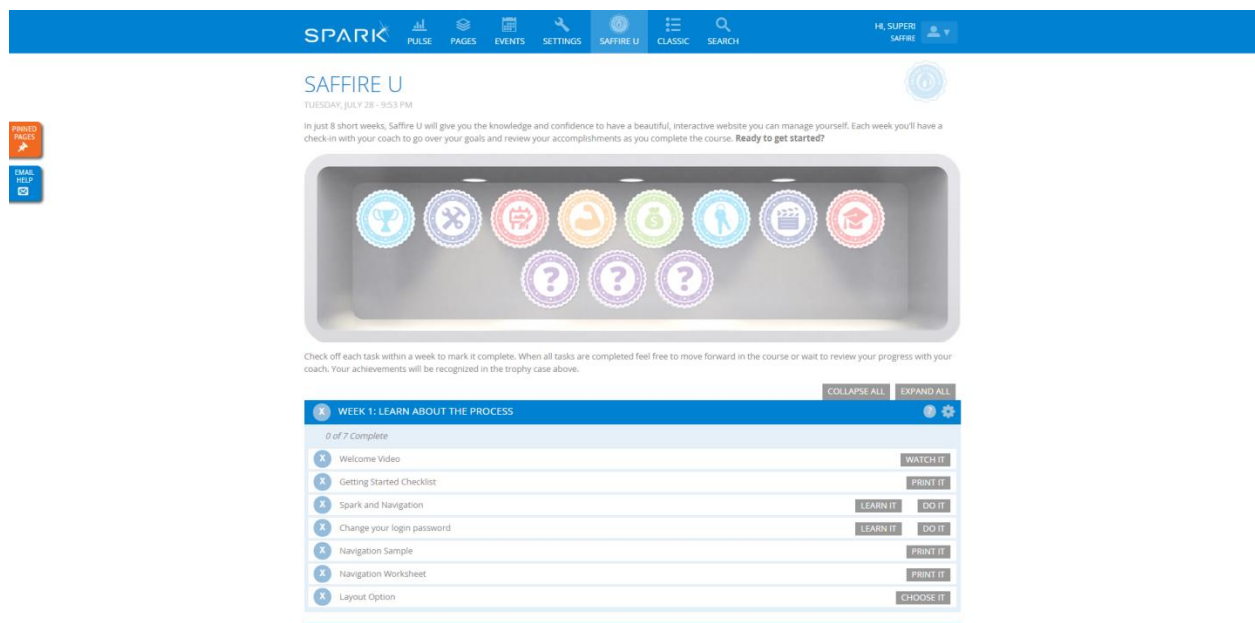 SPARK
PULSE
PAGES
EVENTS
SETTINGS
SAFFIRE U
CLASSIC
SEARCH
HI, SUPER!
SAFFIRE
SAFFIRE U
TUESDAY, JULY 28 - 9:53 PM
PINNED
PAGES
EMAIL
HELP
In just 8 short weeks, Saffire U will give you the knowledge and confidence to have a beautiful, interactive website you can manage yourself. Each week you'll have a
check-in with your coach to go over your goals and review your accomplishments as you complete the course. Ready to get started?
$
? ? ?
Check off each task within a week to mark it complete. When all tasks are completed feel free to move forward in the course or wait to review your progress with your
coach. Your achievements will be recognized in the trophy case above.
COLLAPSE ALL EXPAND ALL
X WEEK 1: LEARN ABOUT THE PROCESS ?
0 of 7 Complete
X Welcome Video WATCH IT
X Getting Started Checklist PRINT IT
X Spark and Navigation LEARN IT DO IT
X Change your login password LEARN IT DO IT
X Navigation Sample PRINT IT
X Navigation Worksheet PRINT IT
X Layout Option CHOOSE IT